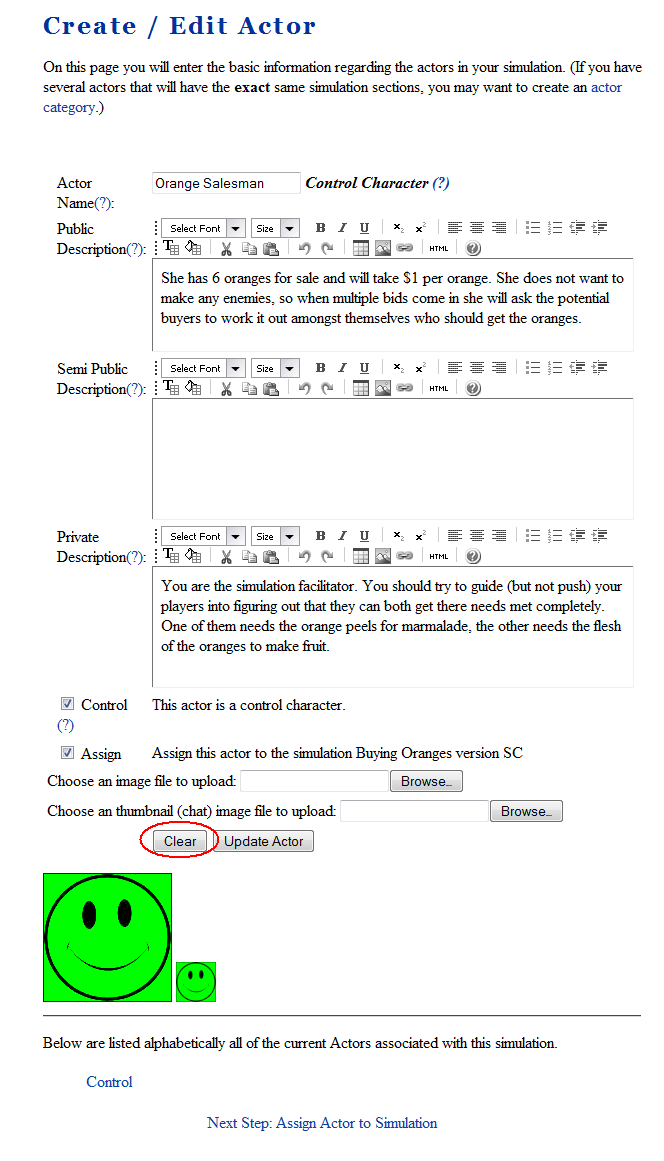 Create / Edit Actor
On this page you will enter the basic information regarding the actors in your simulation. (If you have
several actors that will have the exact same simulation sections, you may want to create an actor
category.)
Actor Orange Salesman Control Character (?)
Name(?):
Public Select Font Size B I U x₂ x²
Description(?): T HTML ?
She has 6 oranges for sale and will take $1 per orange. She does not want to
make any enemies, so when multiple bids come in she will ask the potential
buyers to work it out amongst themselves who should get the oranges.
Semi Public Select Font Size B I U x₂ x²
Description(?): T HTML ?
Private Select Font Size B I U x₂ x²
Description(?): T HTML ?
You are the simulation facilitator. You should try to guide (but not push) your
players into figuring out that they can both get there needs met completely.
One of them needs the orange peels for marmalade, the other needs the flesh
of the oranges to make fruit.
Control This actor is a control character.
(?)
Assign Assign this actor to the simulation Buying Oranges version SC
Choose an image file to upload: Browse...
Choose an thumbnail (chat) image file to upload: Browse...
Clear Update Actor
Below are listed alphabetically all of the current Actors associated with this simulation.
Control
Next Step: Assign Actor to Simulation